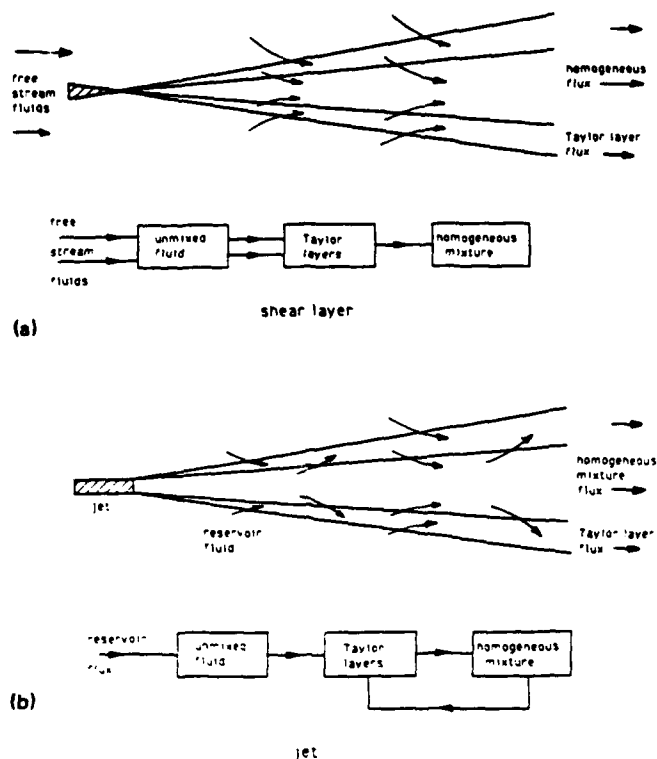 free
stream
fluids
homogeneous
flux
Taylor layer
flux
free
stream
fluids
unmixed
fluid
Taylor
layers
homogeneous
mixture
shear layer
(a)
jet
reservoir
fluid
homogeneous
mixture
flux
Taylor layer
flux
reservoir
flux
unmixed
fluid
Taylor
layers
homogeneous
mixture
(b)
jet